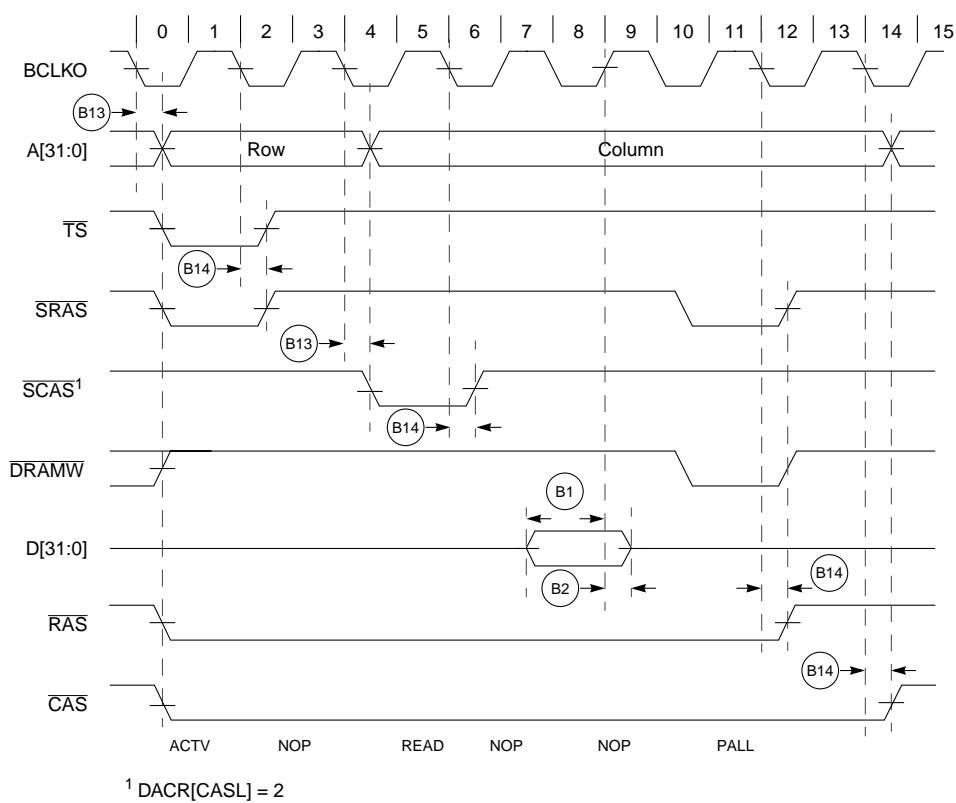 0 1 2 3 4 5 6 7 8 9 10 11 12 13 14 15
BCLKO
B13
A[31:0] Row Column
TS
B14
SRAS
B13
SCAS1
B14
DRAMW
B1
D[31:0]
B2 B14
RAS
B14
CAS
ACTV NOP READ NOP NOP PALL
1 DACR[CASL] = 2